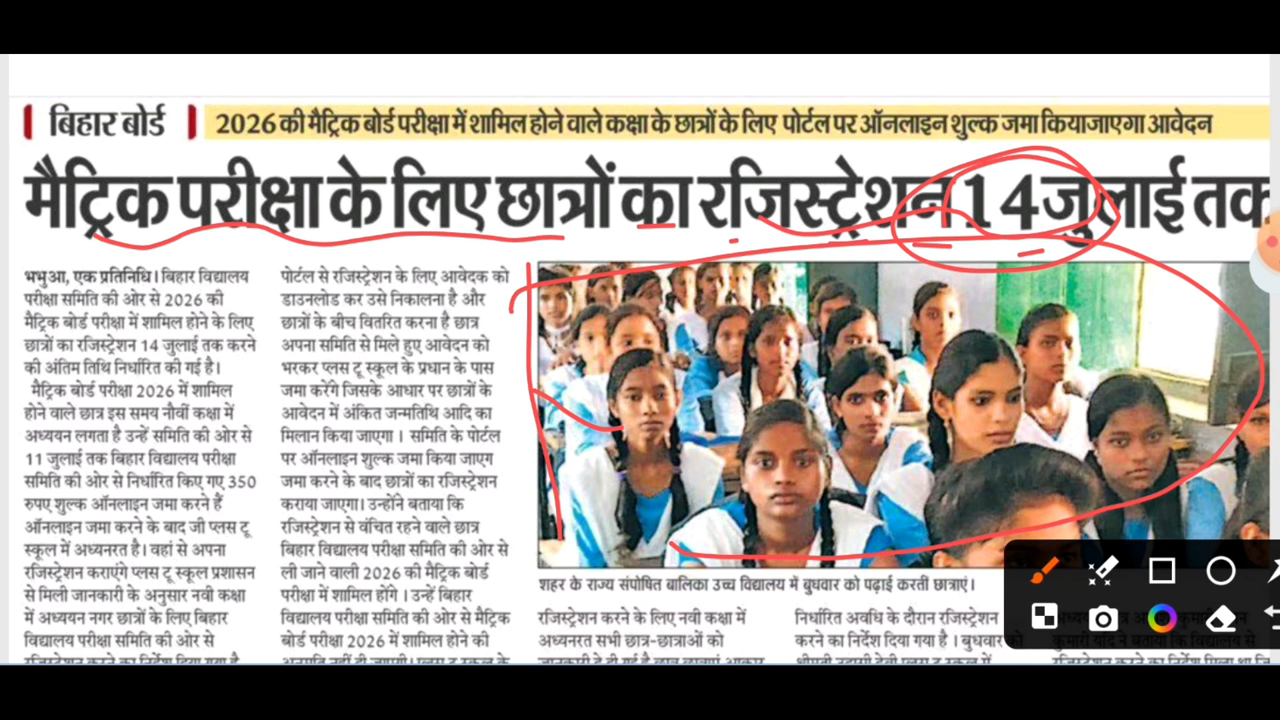 बिहार बोर्ड
2026 की मैट्रिक बोर्ड परीक्षा में शामिल होने वाले कक्षा के छात्रों के लिए पोर्टल पर ऑनलाइन शुल्क जमा कियाजाएगा आवेदन
मैट्रिक परीक्षा के लिए छात्रों का रजिस्ट्रेशन 14 जुलाई तक
भभुआ, एक प्रतिनिधि। बिहार विद्यालय
परीक्षा समिति की ओर से 2026 की
मैट्रिक बोर्ड परीक्षा में शामिल होने के लिए
छात्रों का रजिस्ट्रेशन 14 जुलाई तक करने
की अंतिम तिथि निर्धारित की गई है।
मैट्रिक बोर्ड परीक्षा 2026 में शामिल
होने वाले छात्र इस समय नौवीं कक्षा में
अध्ययन लगता है उन्हें समिति की ओर से
11 जुलाई तक बिहार विद्यालय परीक्षा
समिति की ओर से निर्धारित किए गए 350
रुपए शुल्क ऑनलाइन जमा करने हैं
ऑनलाइन जमा करने के बाद जी प्लस टू
स्कूल में अध्यनरत है। वहां से अपना
रजिस्ट्रेशन कराएंगे प्लस टू स्कूल प्रशासन
से मिली जानकारी के अनुसार नवी कक्षा
में अध्ययन नगर छात्रों के लिए बिहार
विद्यालय परीक्षा समिति की ओर से
रजिस्ट्रेशन करने का निर्देश दिया गया है
पोर्टल से रजिस्ट्रेशन के लिए आवेदक को
डाउनलोड कर उसे निकालना है और
छात्रों के बीच वितरित करना है छात्र
अपना समिति से मिले हुए आवेदन को
भरकर प्लस टू स्कूल के प्रधान के पास
जमा करेंगे जिसके आधार पर छात्रों के
आवेदन में अंकित जन्मतिथि आदि का
मिलान किया जाएगा। समिति के पोर्टल
पर ऑनलाइन शुल्क जमा किया जाएग
जमा करने के बाद छात्रों का रजिस्ट्रेशन
कराया जाएगा। उन्होंने बताया कि
रजिस्ट्रेशन से वंचित रहने वाले छात्र
बिहार विद्यालय परीक्षा समिति की ओर से
ली जाने वाली 2026 की मैट्रिक बोर्ड
परीक्षा में शामिल होंगे। उन्हें बिहार
विद्यालय परीक्षा समिति की ओर से मैट्रिक
बोर्ड परीक्षा 2026 में शामिल होने की
शहर के राज्य संपोषित बालिका उच्च विद्यालय में बुधवार को पढ़ाई करती छात्राएं।
रजिस्ट्रेशन करने के लिए नवी कक्षा में
अध्यनरत सभी छात्र-छात्राओं को
निर्धारित अवधि के दौरान रजिस्ट्रेशन
करने का निर्देश दिया गया है। बुधवार को